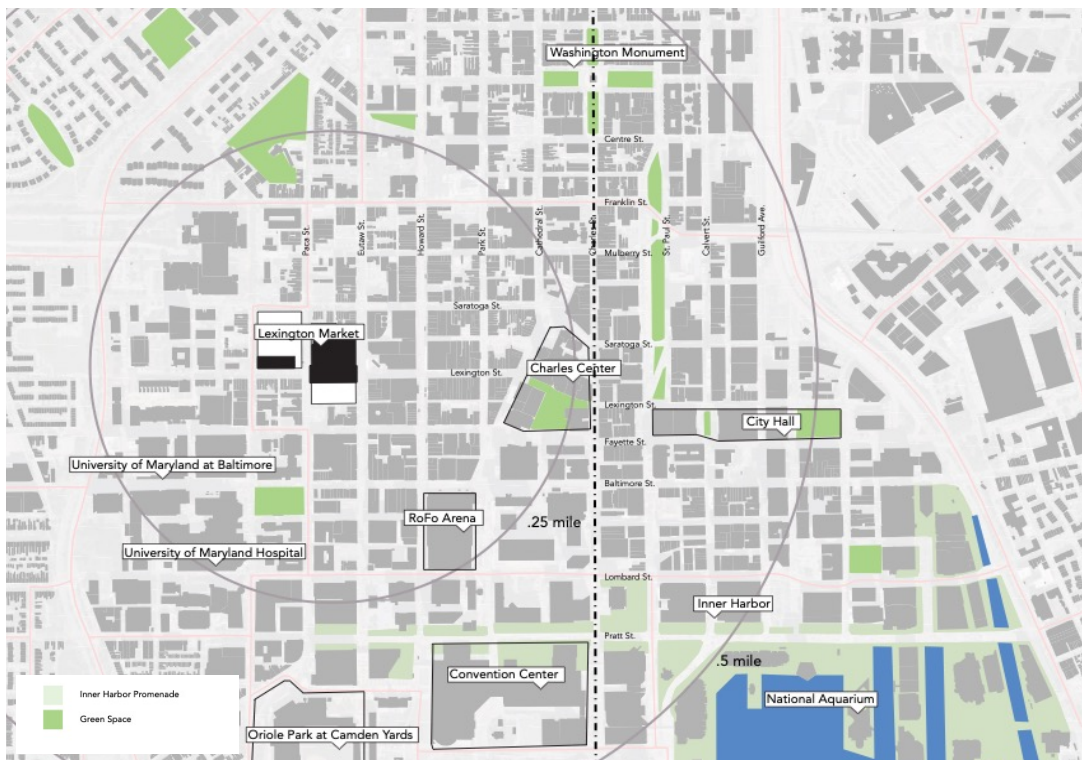 Washington Monument
Centre St.
Franklin St.
Paca St.
Eutaw St.
Howard St.
Park St.
Cathedral St.
St. Paul St.
Calvert St.
Guilford Ave.
Mulberry St.
Saratoga St.
Lexington Market
Saratoga St.
Charles Center
Lexington St.
Lexington St.
City Hall
Fayette St.
University of Maryland at Baltimore
Baltimore St.
RoFo Arena
.25 mile
University of Maryland Hospital
Lombard St.
Inner Harbor
Pratt St.
.5 mile
Convention Center
National Aquarium
Inner Harbor Promenade
Green Space
Oriole Park at Camden Yards